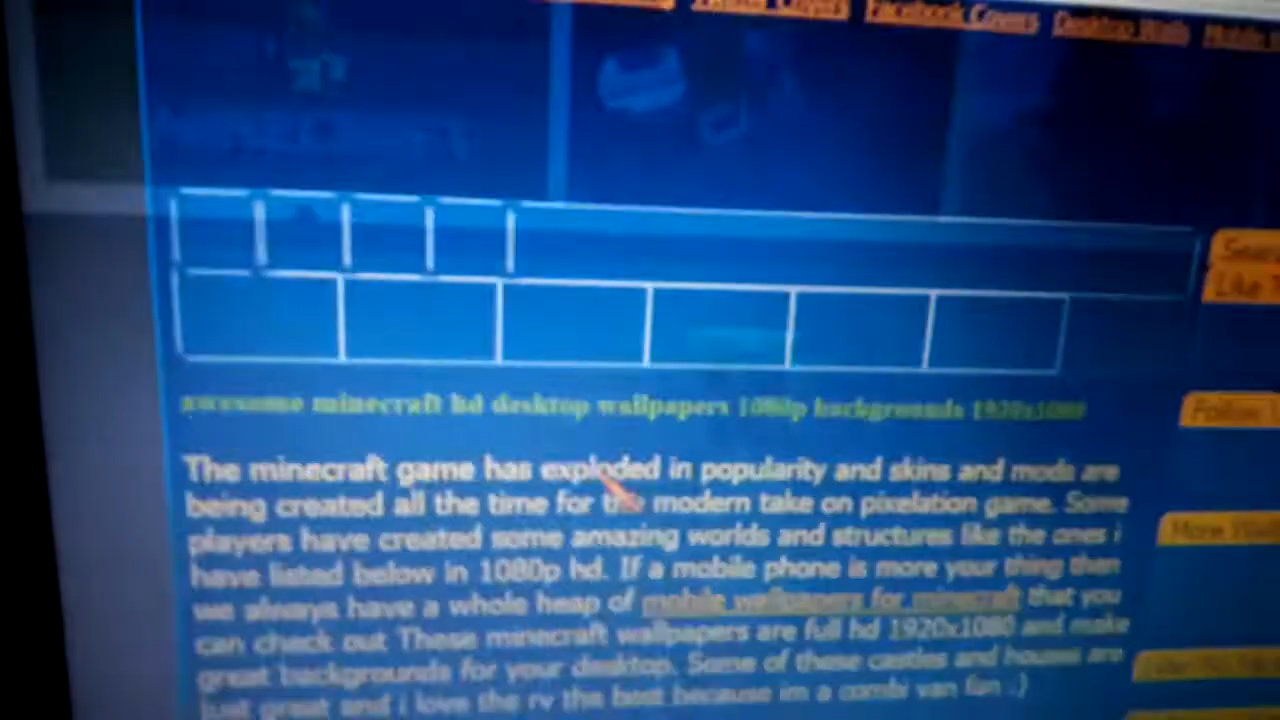 Facebook Covers Desktop Walls
Like
awesome minecraft hd desktop wallpapers 1080p backgrounds 1920x1080
Follow
The minecraft game has exploded in popularity and skins and mods are
being created all the time for the modern take on pixelation game. Some
More
players have created some amazing worlds and structures like the ones i
have listed below in 1080p hd. If a mobile phone is more your thing then
we always have a whole heap of mobile wallpapers for minecraft that you
can check out These minecraft wallpapers are full hd 1920x1080 and make
great backgrounds for your desktop. Some of these castles and houses are
just great and i love the rv the best because im a combi van fan :)